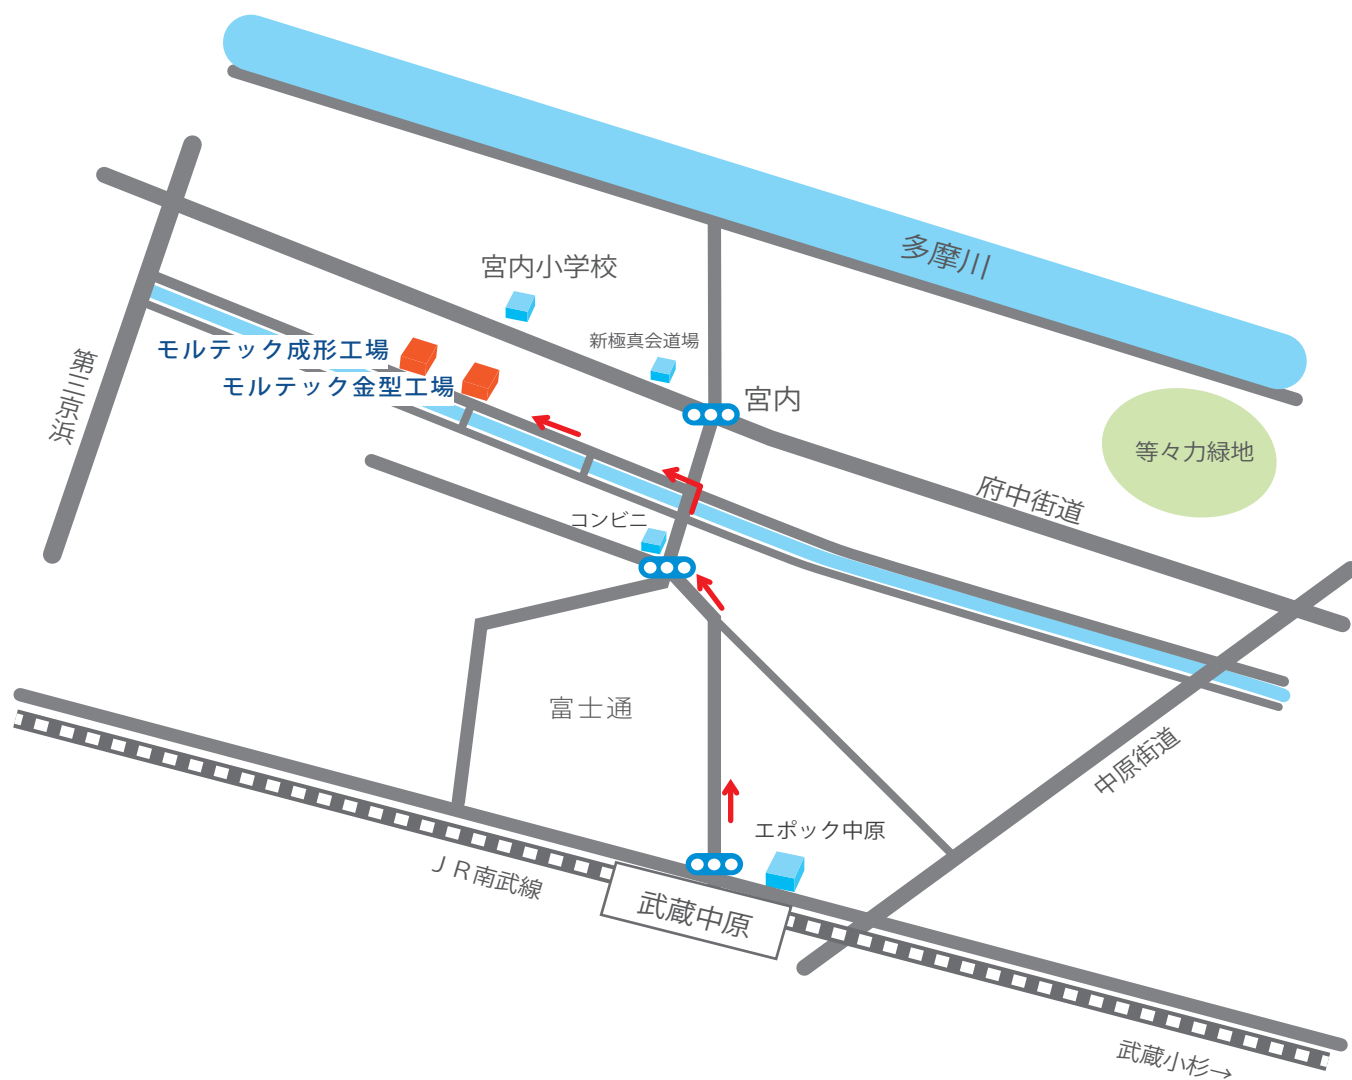 多摩川
宮内小学校
新極真会道場
モルテック成形工場
モルテック金型工場
第三京浜
宮内
等々力緑地
府中街道
コンビニ
富士通
中原街道
エポック中原
JR南武線
武蔵中原
武蔵小杉→